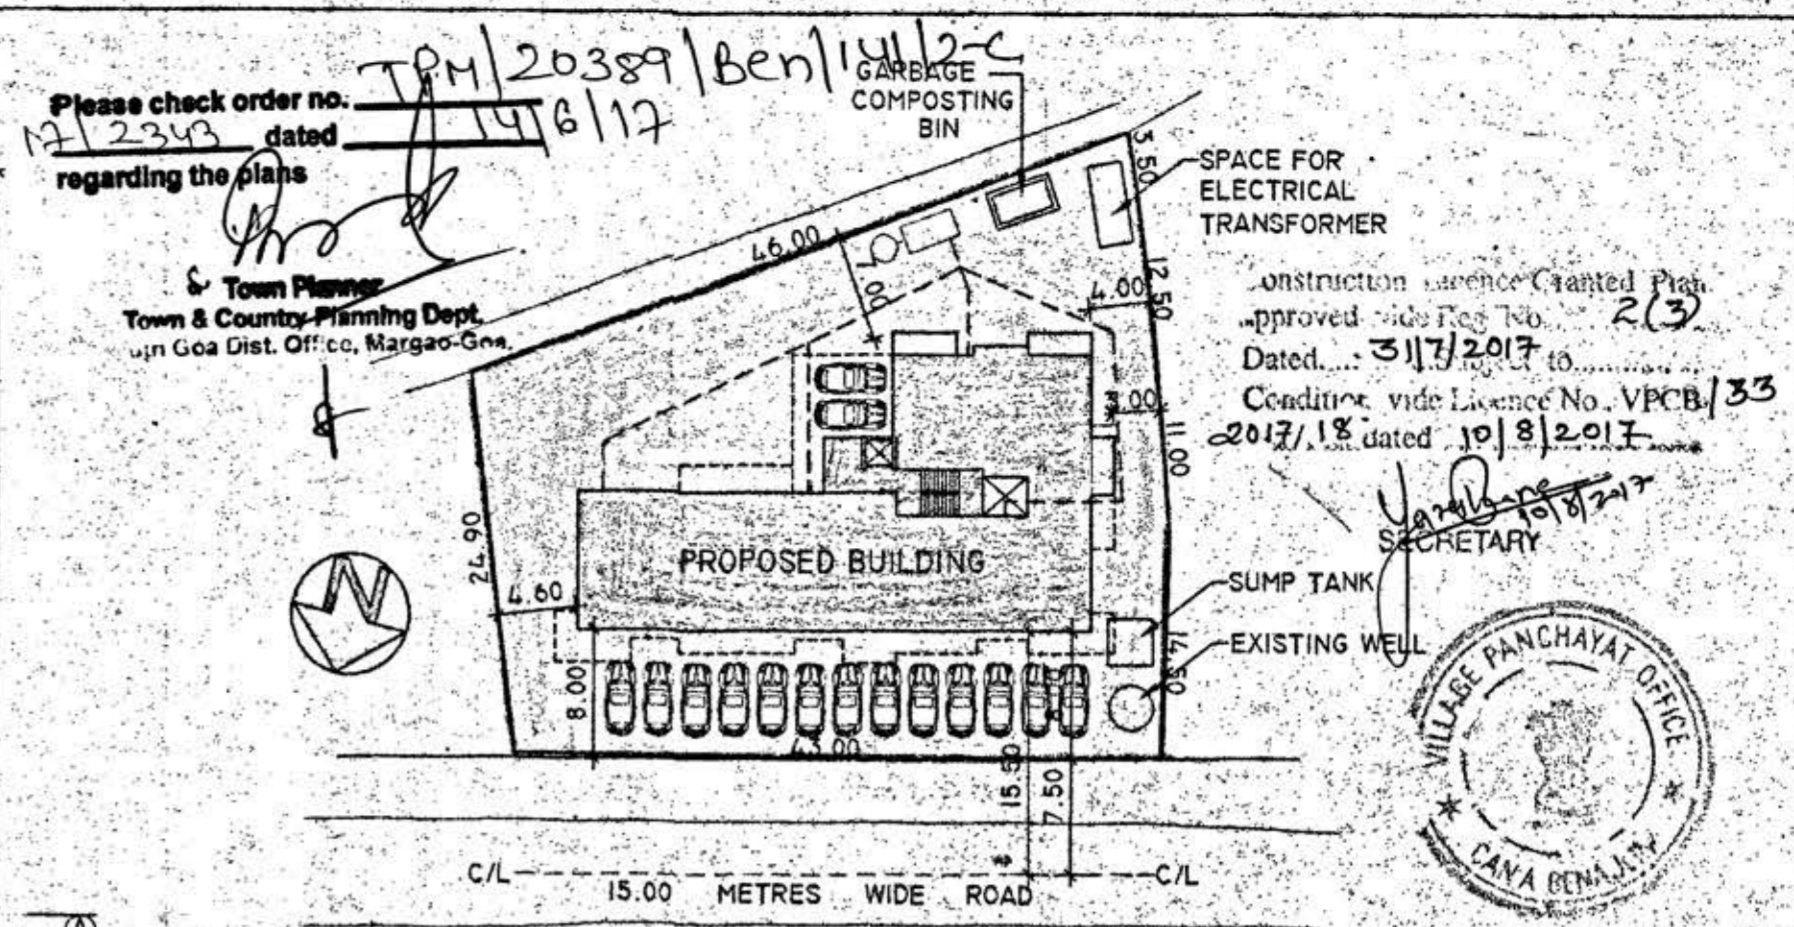 TPM/20389/Ben/141/2-C
Please check order no.
17/2343 dated 14/6/17
regarding the plans
& Town Planner
Town & Country Planning Dept.
Goa Dist. Office, Margao-Goa.
GARBAGE
COMPOSTING
BIN
SPACE FOR
ELECTRICAL
TRANSFORMER
3.50
46.00
7.00
4.00
12.50
onstruction Licence Granted Plan
approved vide Reg No. 2(3)
Dated.... 31/7/2017 to
Condition vide Licence No. VPCB/33
2017/18 dated 10/8/2017
10/8/2017
SECRETARY
.00
11.00
24.90
N
4.60
PROPOSED BUILDING
SUMP TANK
EXISTING WELL
14.50
8.00
43.00
15.50
7.50
C/L C/L
15.00 METRES WIDE ROAD
VILLAGE PANCHAYAT OFFICE
CANA